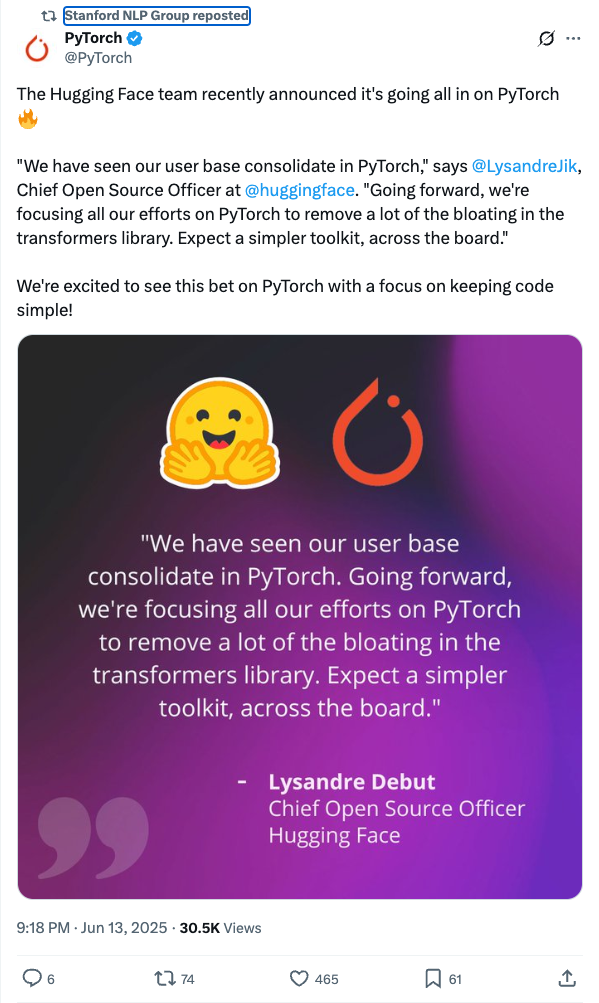 Stanford NLP Group reposted
PyTorch
@PyTorch
The Hugging Face team recently announced it's going all in on PyTorch
🔥
"We have seen our user base consolidate in PyTorch," says @LysandreJik,
Chief Open Source Officer at @huggingface. "Going forward, we're
focusing all our efforts on PyTorch to remove a lot of the bloating in the
transformers library. Expect a simpler toolkit, across the board."
We're excited to see this bet on PyTorch with a focus on keeping code
simple!
"We have seen our user base
consolidate in PyTorch. Going forward,
we're focusing all our efforts on PyTorch
to remove a lot of the bloating in the
transformers library. Expect a simpler
toolkit, across the board."
- Lysandre Debut
Chief Open Source Officer
Hugging Face
9:18 PM · Jun 13, 2025 · 30.5K Views
6 74 465 61